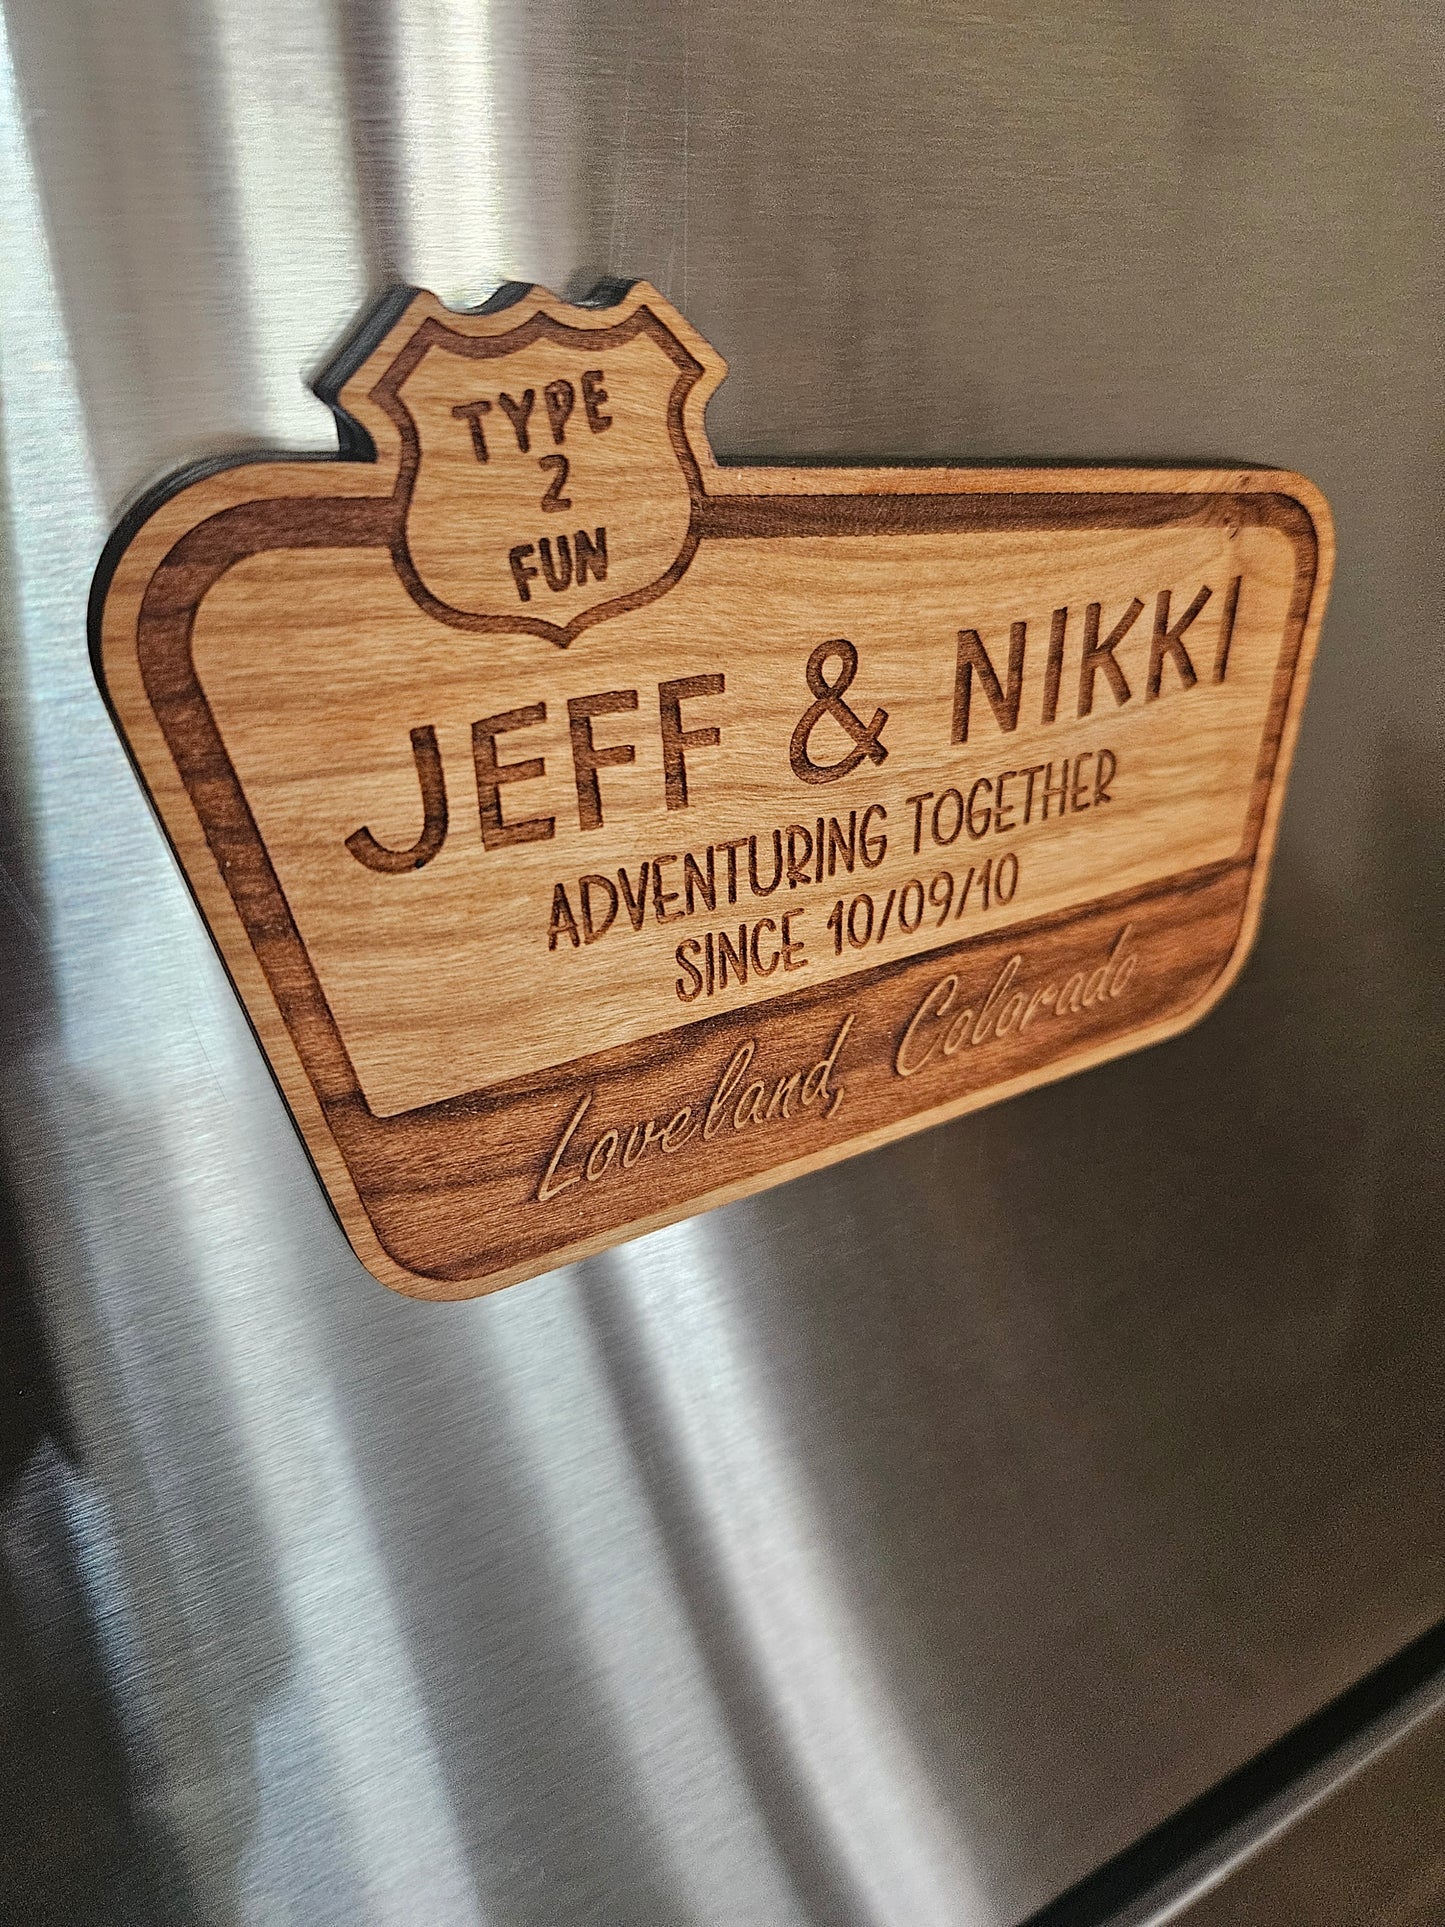 TYPE
2
FUN
JEFF & NIKKI
ADVENTURING TOGETHER
SINCE 10/09/10
Loveland, Colorado